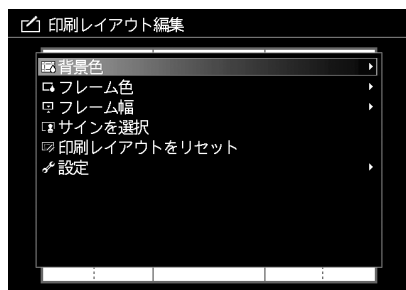 印刷レイアウト編集
背景色
フレーム色
フレーム幅
サインを選択
印刷レイアウトをリセット
設定